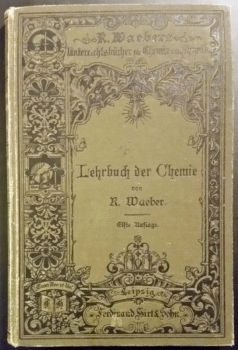 R. Waeber's
Unterrichtsbücher für Chemie
Lehrbuch der Chemie
von
R. Waeber.
Elfte Auflage.
Leipzig
Ferdinand Hirt & Sohn